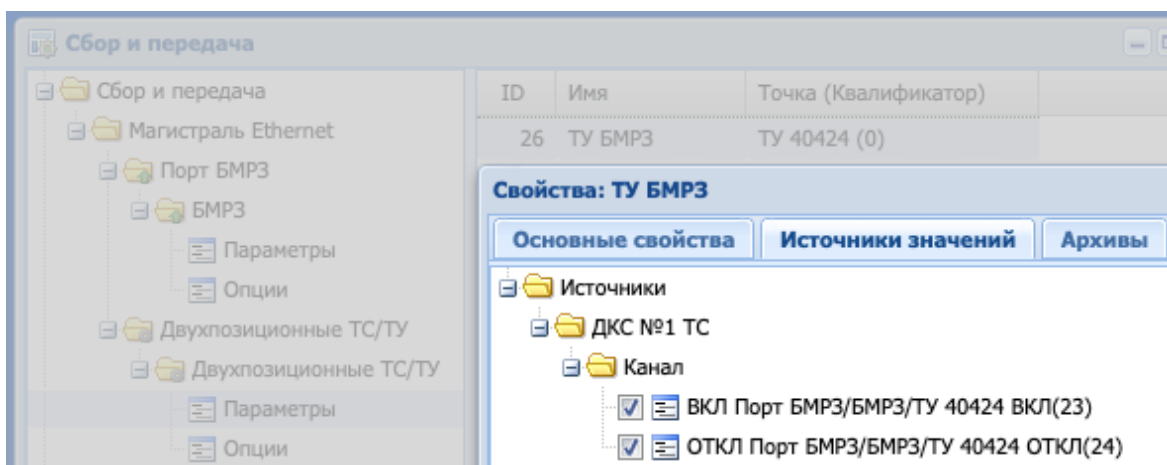 Сбор и передача
Сбор и передача
Магистраль Ethernet
Порт БМРЗ
БМРЗ
Параметры
Опции
Двухпозиционные ТС/ТУ
Двухпозиционные ТС/ТУ
Параметры
Опции
ID Имя Точка (Квалификатор)
26 ТУ БМРЗ ТУ 40424 (0)
Свойства: ТУ БМРЗ
Основные свойства Источники значений Архивы
Источники
ДКС №1 ТС
Канал
ВКЛ Порт БМРЗ/БМРЗ/ТУ 40424 ВКЛ(23)
ОТКЛ Порт БМРЗ/БМРЗ/ТУ 40424 ОТКЛ(24)